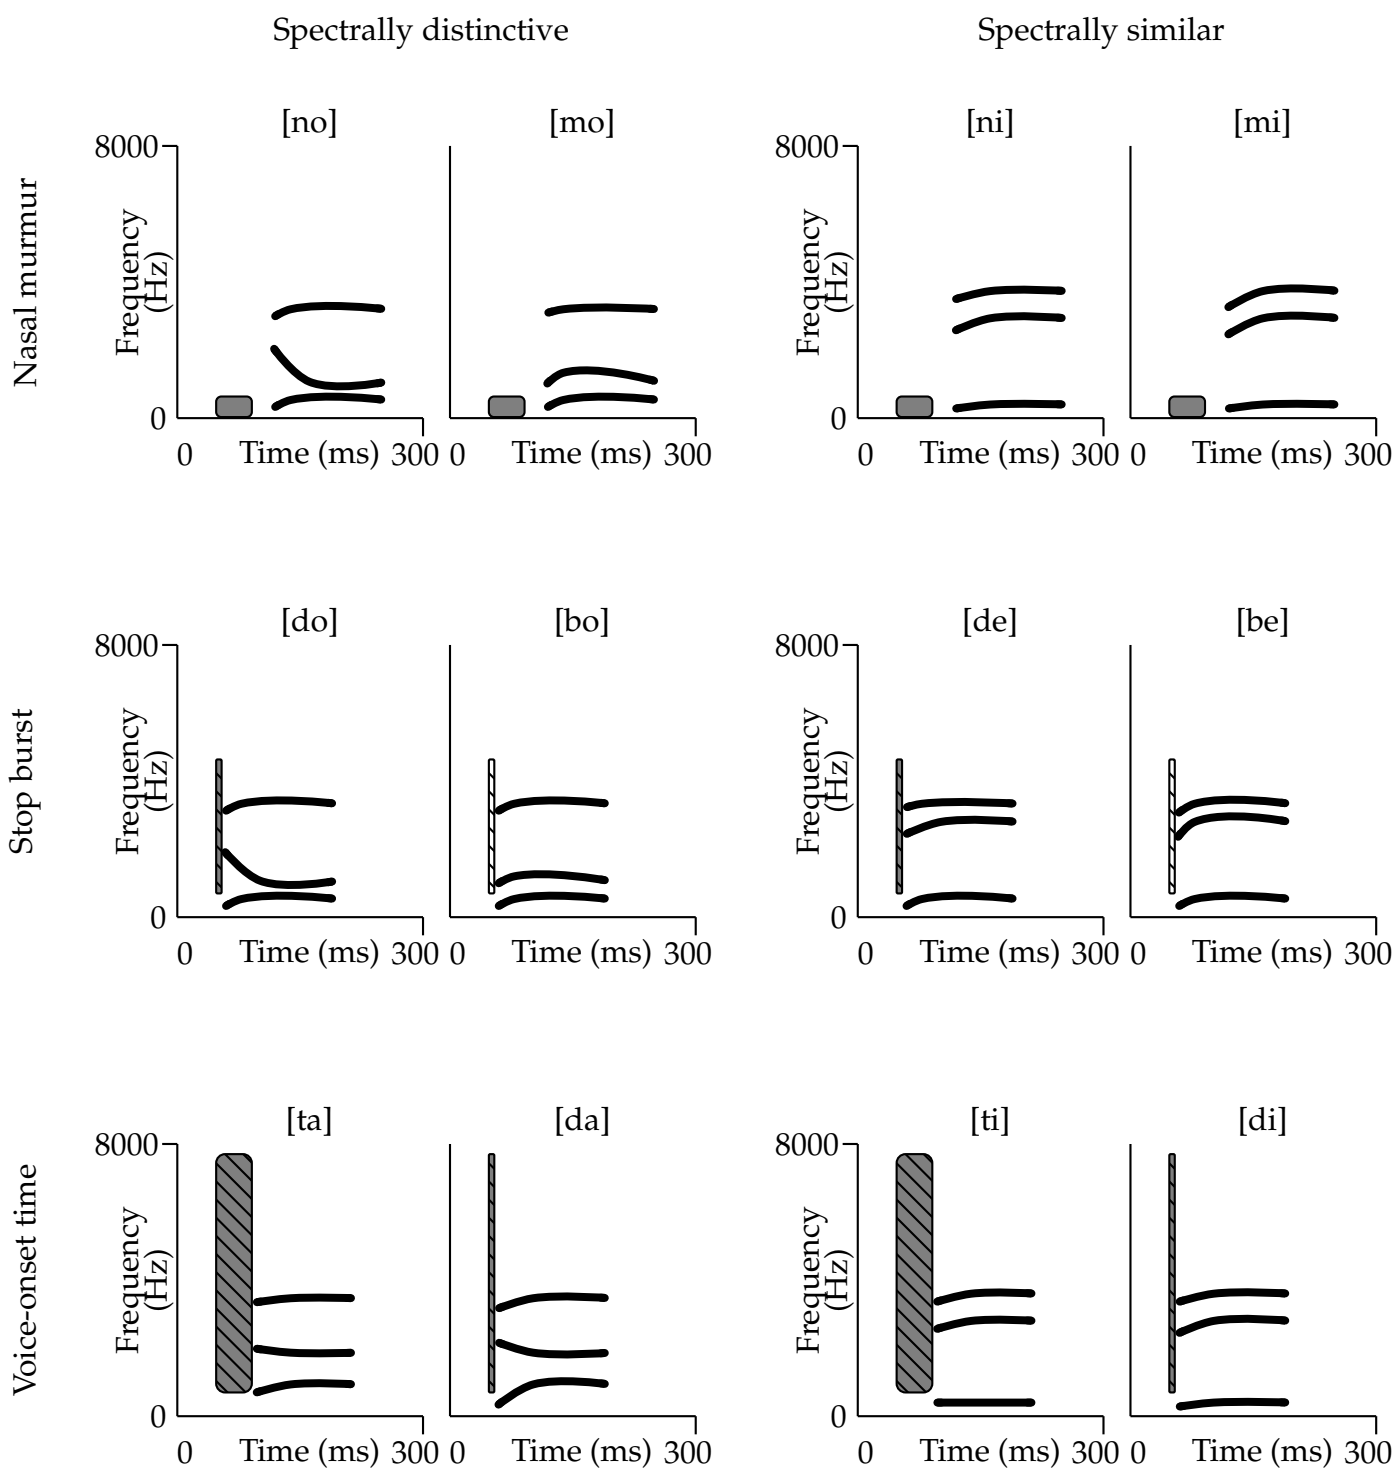 Spectrally distinctive
Spectrally similar
Nasal murmur
[no]
[mo]
[ni]
[mi]
8000
Frequency
(Hz)
0
0 Time (ms) 300
0 Time (ms) 300
8000
Frequency
(Hz)
0
0 Time (ms) 300
0 Time (ms) 300
Stop burst
[do]
[bo]
[de]
[be]
8000
Frequency
(Hz)
0
0 Time (ms) 300
0 Time (ms) 300
8000
Frequency
(Hz)
0
0 Time (ms) 300
0 Time (ms) 300
Voice-onset time
[ta]
[da]
[ti]
[di]
8000
Frequency
(Hz)
0
0 Time (ms) 300
0 Time (ms) 300
8000
Frequency
(Hz)
0
0 Time (ms) 300
0 Time (ms) 300